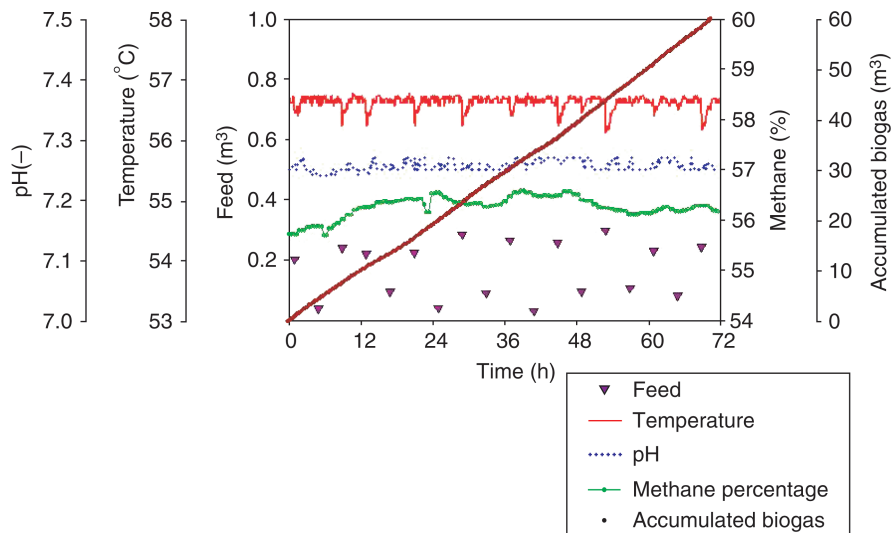 7.5
7.4
7.3
7.2
7.1
7.0
pH(–)
58
57
56
55
54
53
Temperature (°C)
1.0
0.8
0.6
0.4
0.2
Feed (m³)
60
59
58
57
56
55
54
Methane (%)
60
50
40
30
20
10
0
Accumulated biogas (m³)
0 12 24 36 48 60 72
Time (h)
Feed
Temperature
pH
Methane percentage
Accumulated biogas